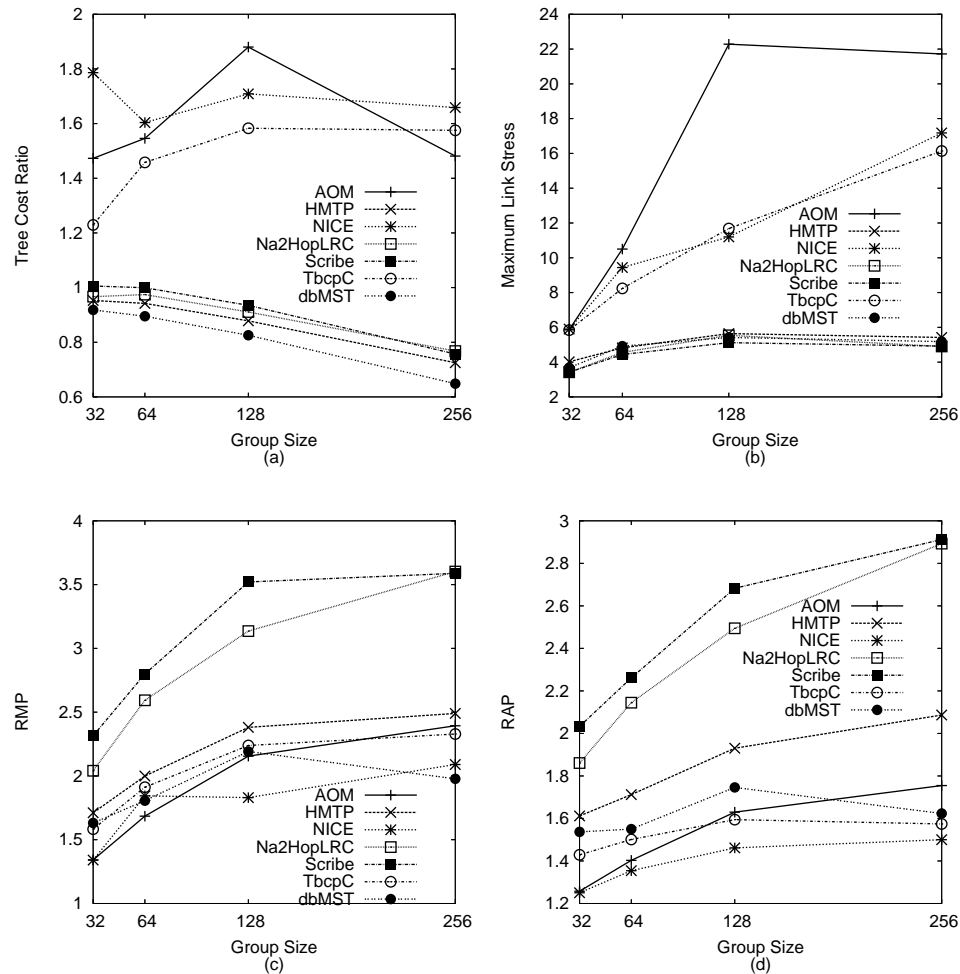 2
1.8
1.6
1.4
1.2
1
0.8
0.6
32 64 128 256
Tree Cost Ratio
Group Size
(a)
AOM
HMTP
NICE
Na2HopLRC
Scribe
TbcpC
dbMST
24
22
20
18
16
14
12
10
8
6
4
2
32 64 128 256
Maximum Link Stress
Group Size
(b)
AOM
HMTP
NICE
Na2HopLRC
Scribe
TbcpC
dbMST
4
3.5
3
2.5
2
1.5
1
32 64 128 256
RMP
Group Size
(c)
AOM
HMTP
NICE
Na2HopLRC
Scribe
TbcpC
dbMST
3
2.8
2.6
2.4
2.2
2
1.8
1.6
1.4
1.2
32 64 128 256
RAP
Group Size
(d)
AOM
HMTP
NICE
Na2HopLRC
Scribe
TbcpC
dbMST